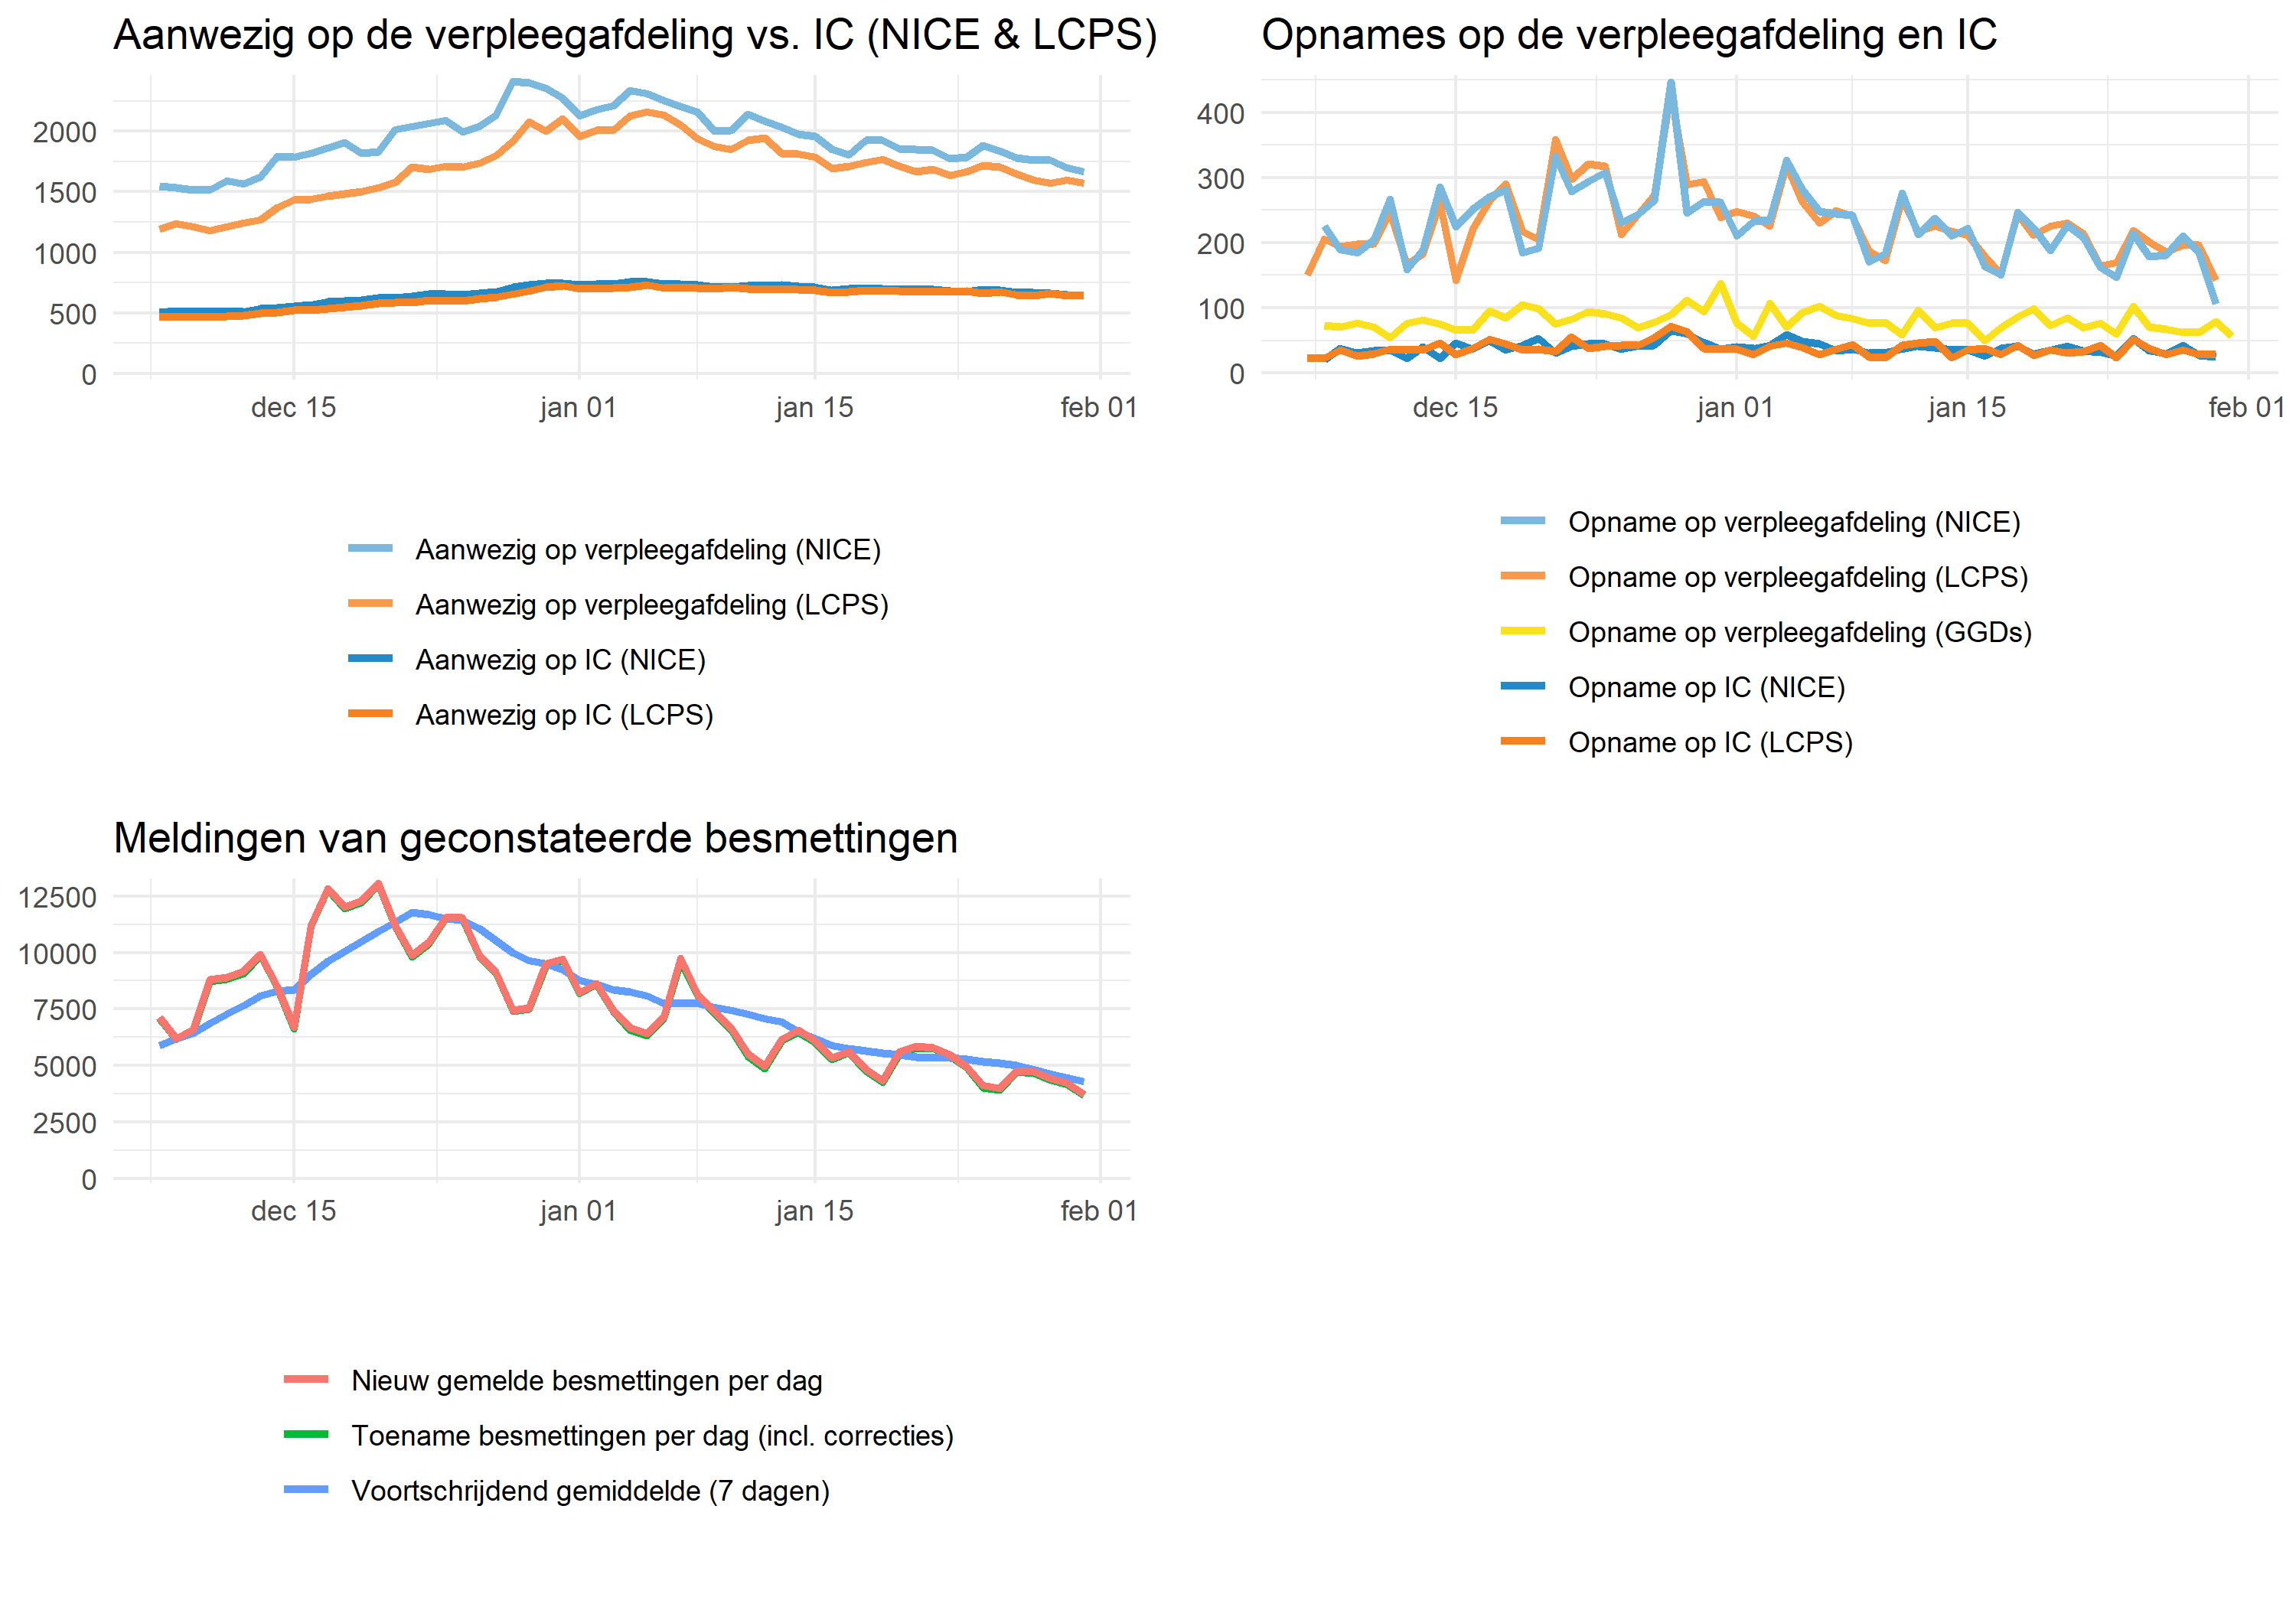 Aanwezig op de verpleegafdeling vs. IC (NICE & LCPS)
2000
1500
1000
500
0
dec 15
jan 01
jan 15
feb 01
Aanwezig op verpleegafdeling (NICE)
Aanwezig op verpleegafdeling (LCPS)
Aanwezig op IC (NICE)
Aanwezig op IC (LCPS)
Opnames op de verpleegafdeling en IC
400
300
200
100
0
dec 15
jan 01
jan 15
feb 01
Opname op verpleegafdeling (NICE)
Opname op verpleegafdeling (LCPS)
Opname op verpleegafdeling (GGDs)
Opname op IC (NICE)
Opname op IC (LCPS)
Meldingen van geconstateerde besmettingen
12500
10000
7500
5000
2500
0
dec 15
jan 01
jan 15
feb 01
Nieuw gemelde besmettingen per dag
Toename besmettingen per dag (incl. correcties)
Voortschrijdend gemiddelde (7 dagen)